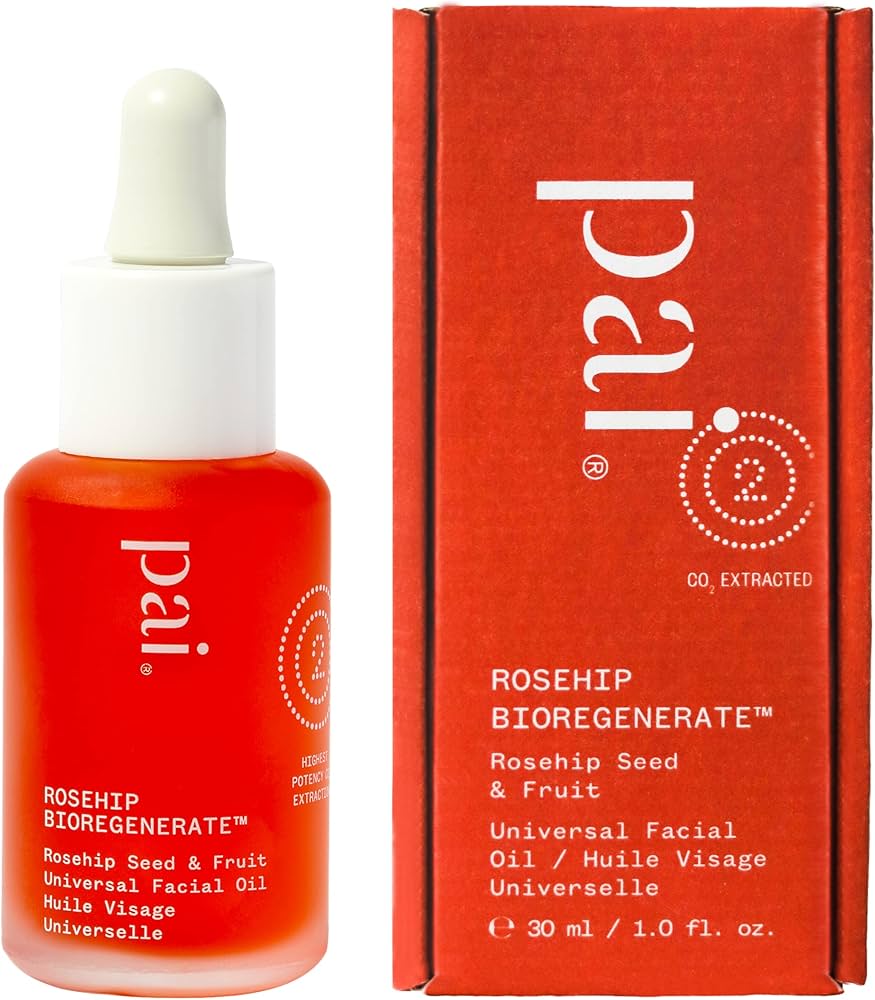 pai®
2
HIGHEST
POTENCY
EXTRACTION
ROSEHIP
BIOREGENERATE™
Rosehip Seed & Fruit
Universal Facial Oil
Huile Visage
Universelle
pai®
2
CO₂ EXTRACTED
ROSEHIP
BIOREGENERATE™
Rosehip Seed
& Fruit
Universal Facial
Oil / Huile Visage
Universelle
℮ 30 ml / 1.0 fl. oz.